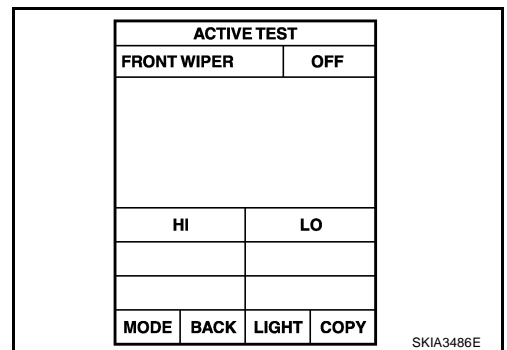 ACTIVE TEST
FRONT WIPER OFF
HI LO
MODE BACK LIGHT COPY
SKIA3486E